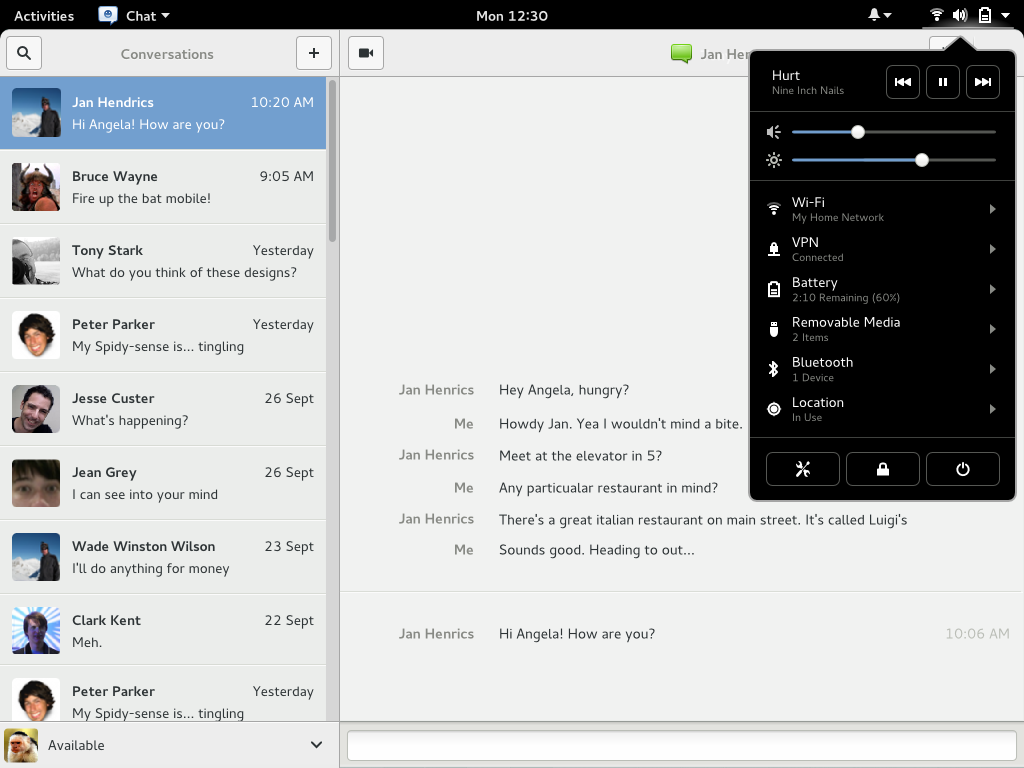 Activities
Chat
Mon 12:30
Conversations
+
Jan Henr
Jan Hendrics
10:20 AM
Hi Angela! How are you?
Bruce Wayne
9:05 AM
Fire up the bat mobile!
Tony Stark
Yesterday
What do you think of these designs?
Peter Parker
Yesterday
My Spidy-sense is... tingling
Jesse Custer
26 Sept
What's happening?
Jean Grey
26 Sept
I can see into your mind
Wade Winston Wilson
23 Sept
I'll do anything for money
Clark Kent
22 Sept
Meh.
Peter Parker
Yesterday
My Spidy-sense is... tingling
Available
Jan Henrics
Hey Angela, hungry?
Me
Howdy Jan. Yea I wouldn't mind a bite.
Jan Henrics
Meet at the elevator in 5?
Me
Any particualar restaurant in mind?
Jan Henrics
There's a great italian restaurant on main street. It's called Luigi's
Me
Sounds good. Heading to out...
Jan Henrics
Hi Angela! How are you?
10:06 AM
Hurt
Nine Inch Nails
Wi-Fi
My Home Network
VPN
Connected
Battery
2:10 Remaining (60%)
Removable Media
2 Items
Bluetooth
1 Device
Location
In Use